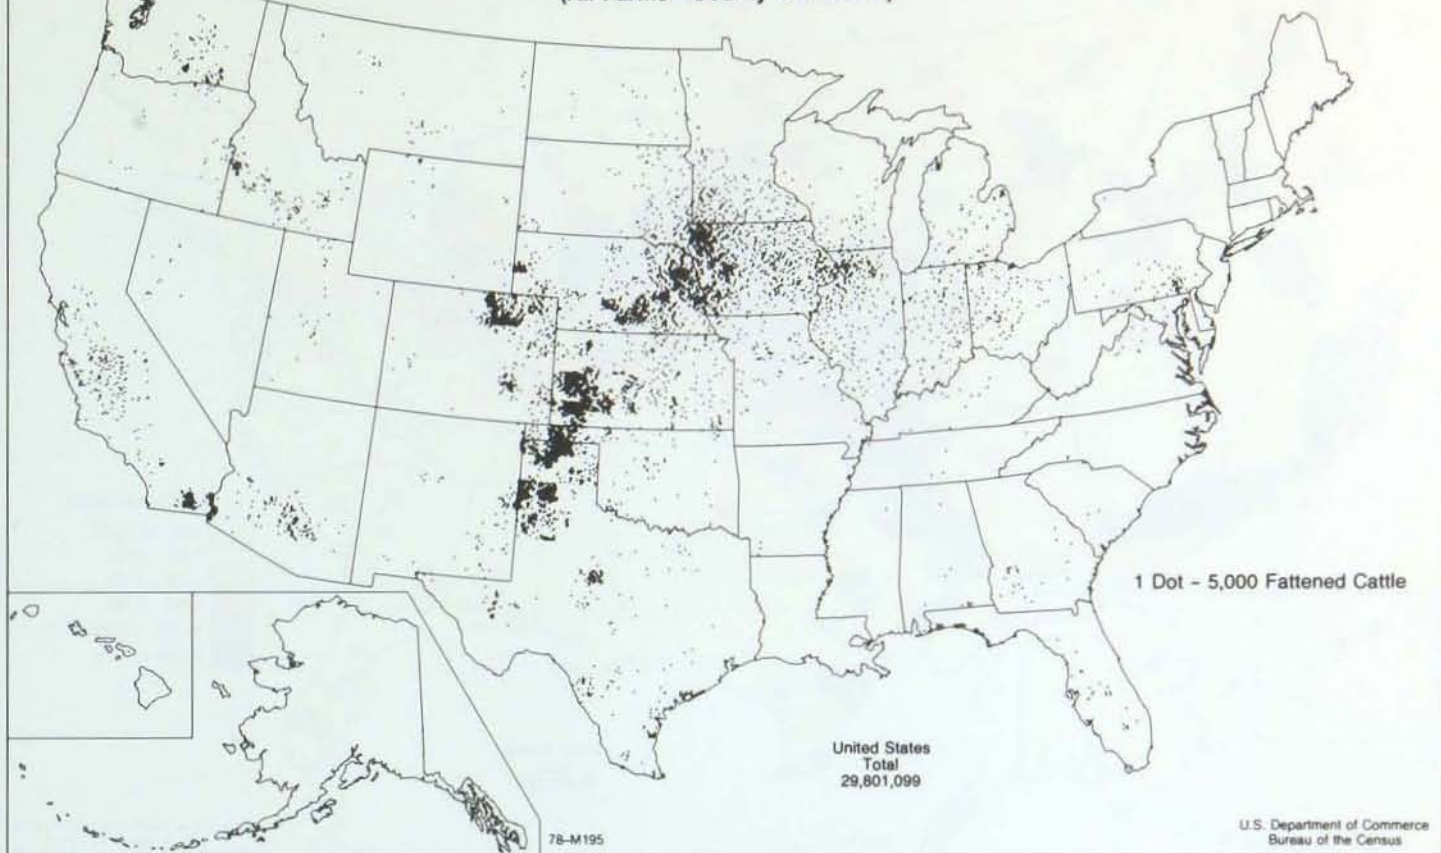 1 Dot – 5,000 Fattened Cattle
United States
Total
29,801,099
78-M195
U.S. Department of Commerce
Bureau of the Census